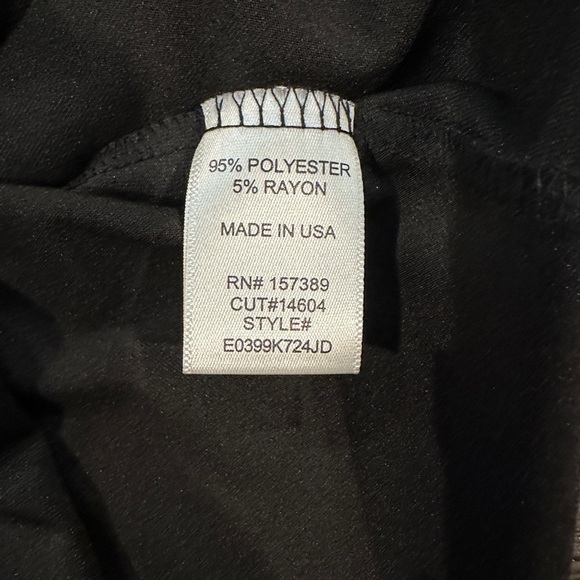 95% POLYESTER
5% RAYON
MADE IN USA
RN# 157389
CUT#14604
STYLE#
E0399K724JD